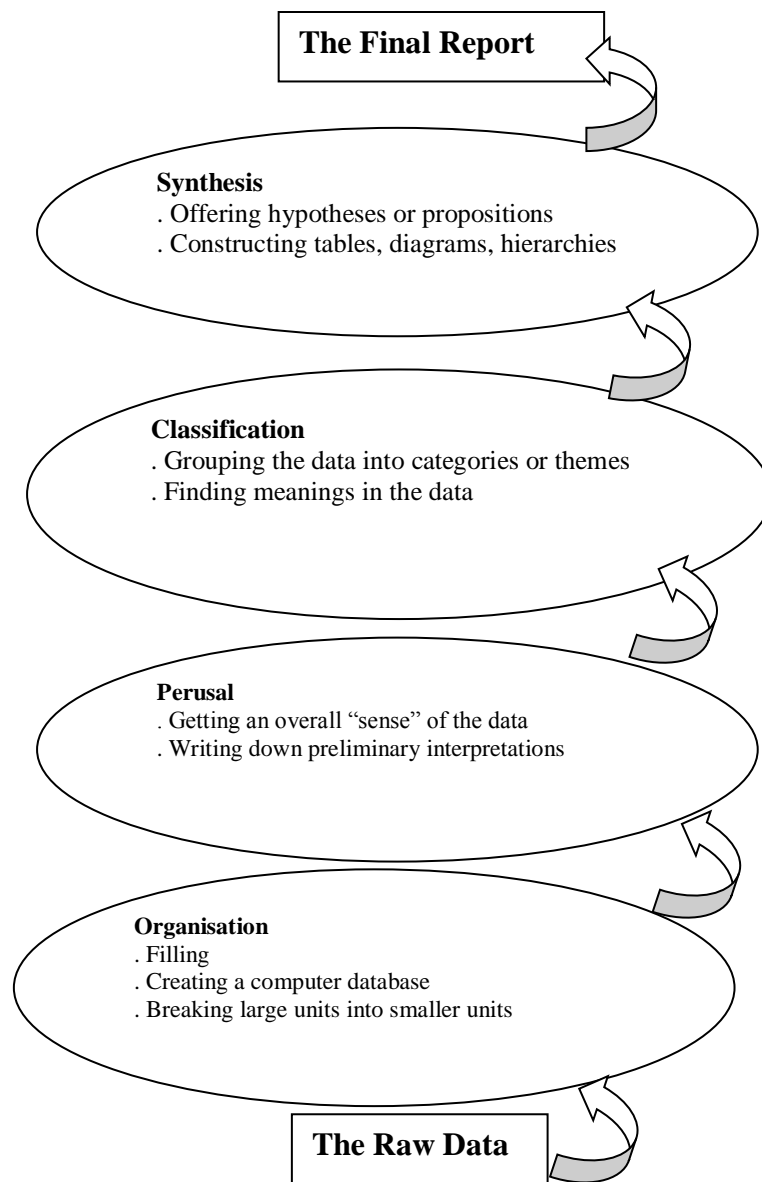 The Final Report
Synthesis
. Offering hypotheses or propositions
. Constructing tables, diagrams, hierarchies
Classification
. Grouping the data into categories or themes
. Finding meanings in the data
Perusal
. Getting an overall “sense” of the data
. Writing down preliminary interpretations
Organisation
. Filling
. Creating a computer database
. Breaking large units into smaller units
The Raw Data